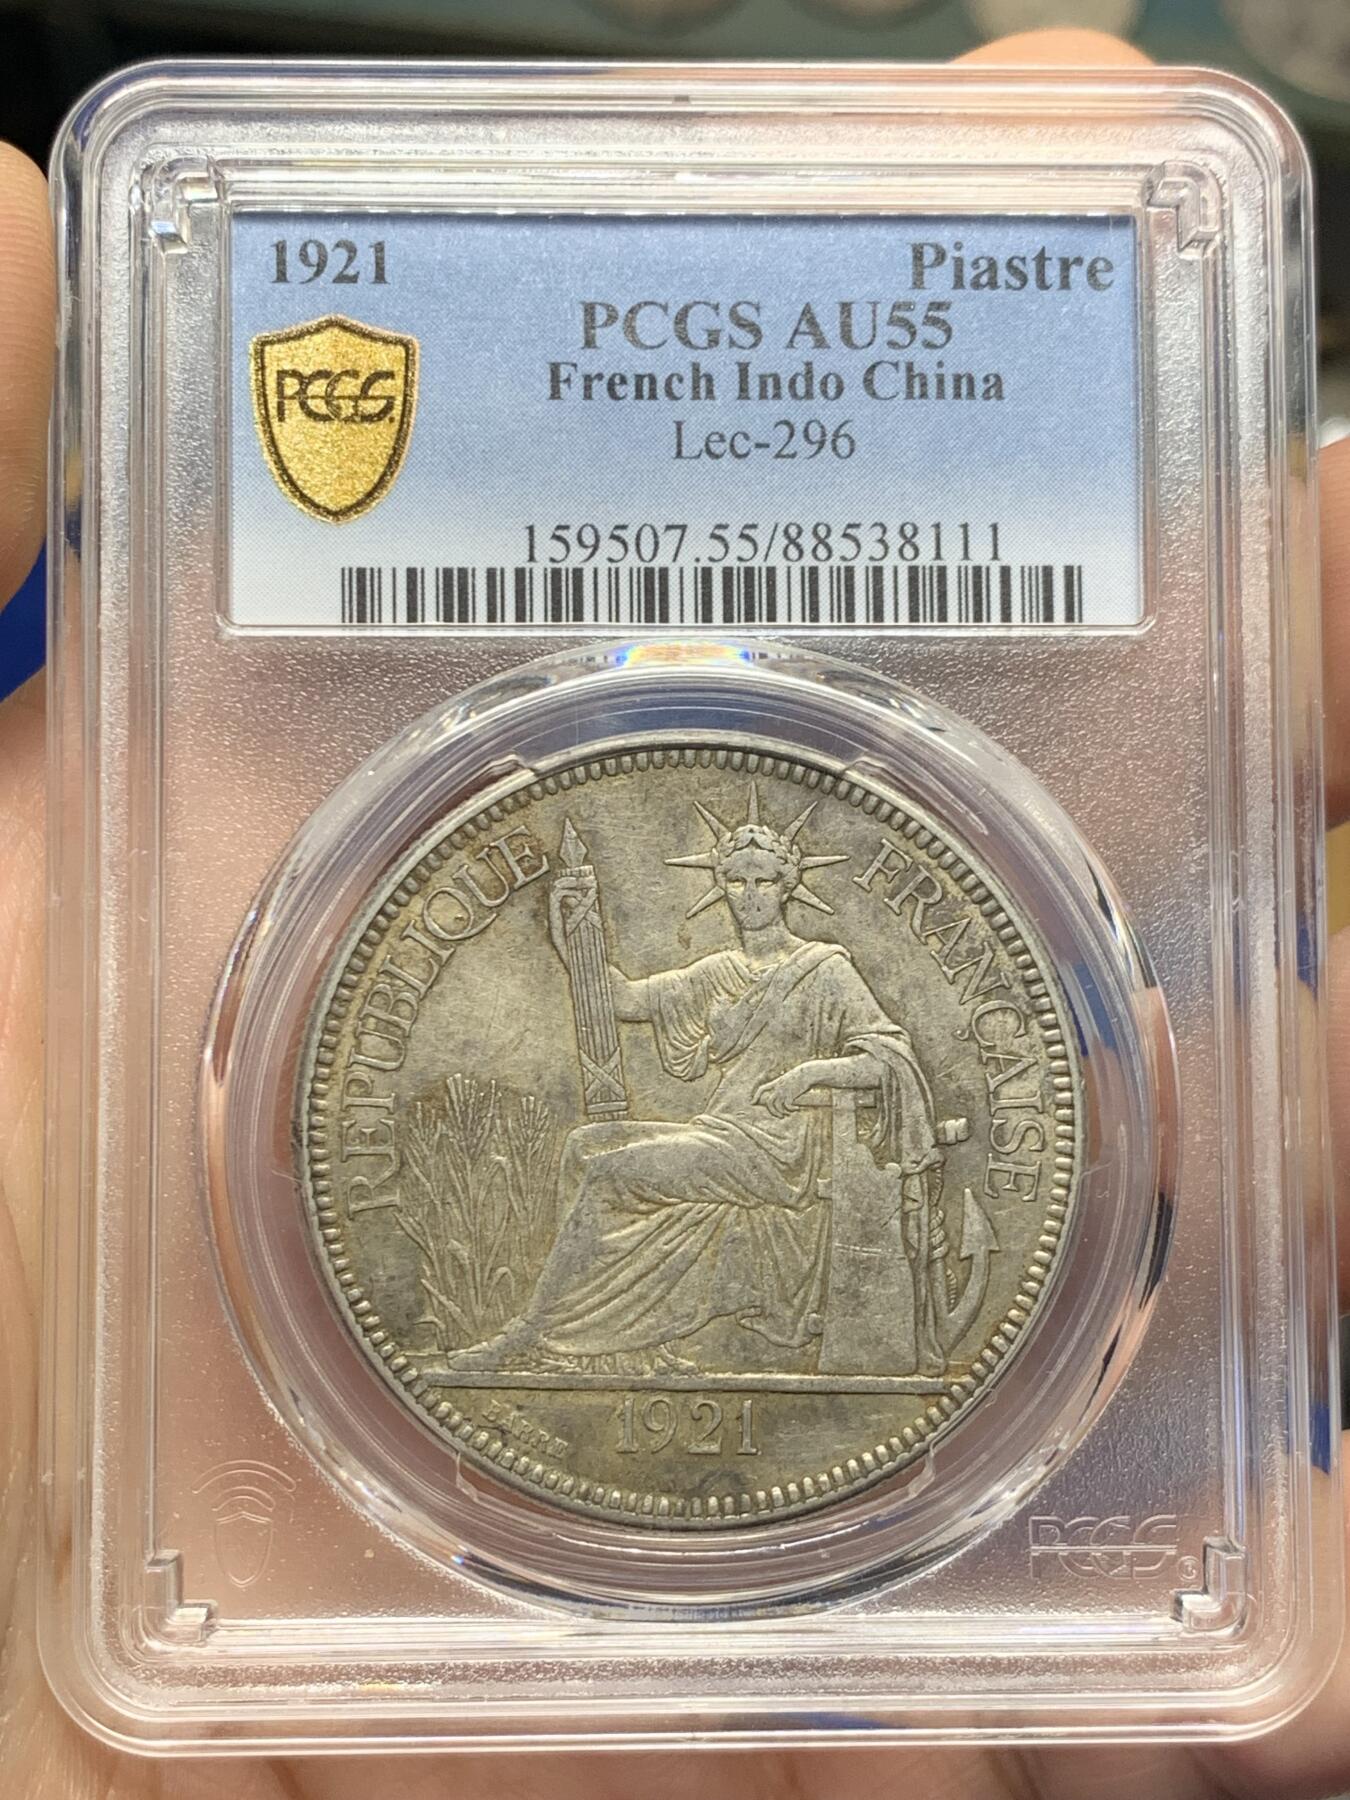 1921 Piastre
PCGS AU55
French Indo China
PCGS.
Lec-296
159507.55/88538111
REPUBLIQUE FRANÇAISE
BARRE
1921
PCGS